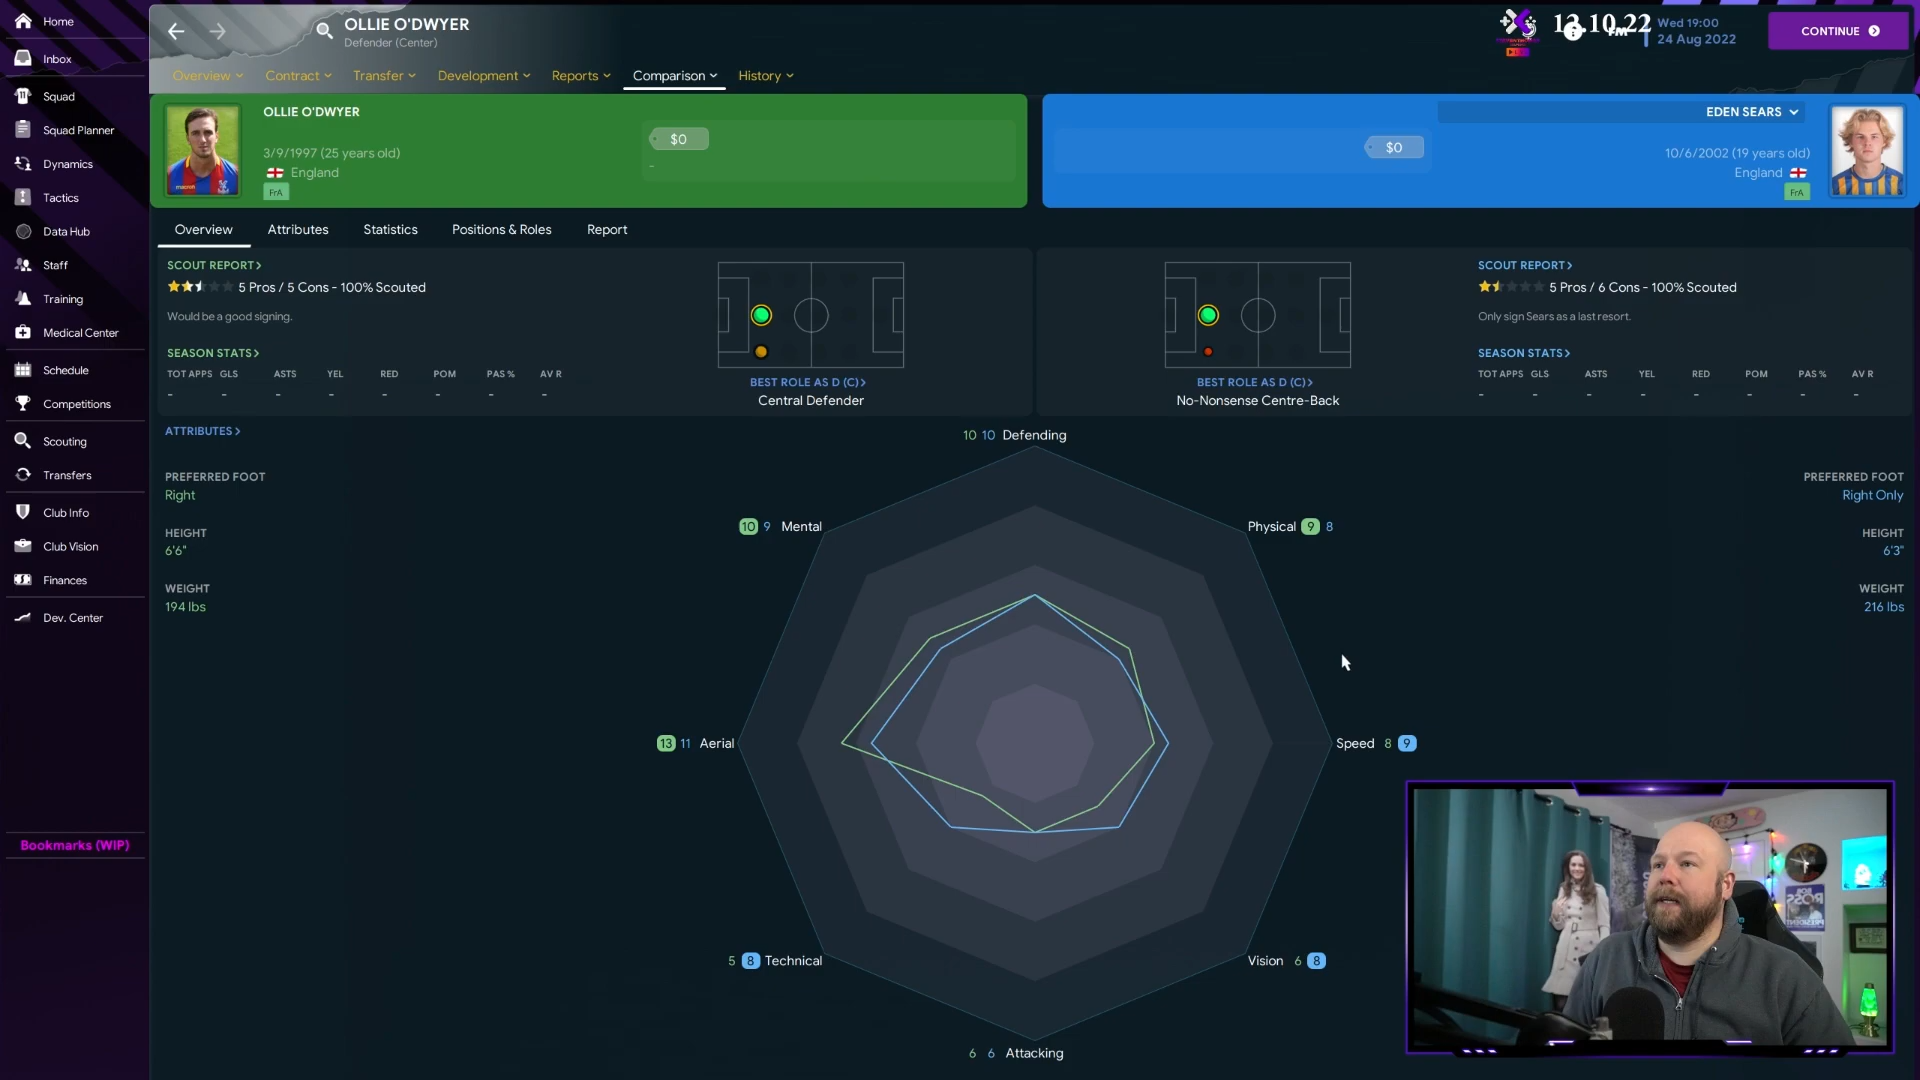 Home
Inbox
Squad
Squad Planner
Dynamics
Tactics
Data Hub
Staff
Training
Medical Center
Schedule
Competitions
Scouting
Transfers
Club Info
Club Vision
Finances
Dev. Center
Bookmarks (WIP)
OLLIE O'DWYER
Defender (Center)
13.10.22
FM
Wed 19:00
24 Aug 2022
CONTINUE
Overview Contract Transfer Development Reports Comparison History
OLLIE O'DWYER
3/9/1997 (25 years old)
England
FrA
$0
-
EDEN SEARS
$0
10/6/2002 (19 years old)
England
FrA
Overview Attributes Statistics Positions & Roles Report
SCOUT REPORT>
5 Pros / 5 Cons - 100% Scouted
Would be a good signing.
SEASON STATS>
TOT APPS GLS ASTS YEL RED POM PAS % AV R
- - - - - - - -
BEST ROLE AS D (C)>
Central Defender
BEST ROLE AS D (C)>
No-Nonsense Centre-Back
SCOUT REPORT>
5 Pros / 6 Cons - 100% Scouted
Only sign Sears as a last resort.
SEASON STATS>
TOT APPS GLS ASTS YEL RED POM PAS % AV R
- - - - - - - -
ATTRIBUTES>
PREFERRED FOOT
Right
HEIGHT
6'6"
WEIGHT
194 lbs
10 10 Defending
10 9 Mental
Physical 9 8
13 11 Aerial
Speed 8 9
5 8 Technical
Vision 6 8
6 6 Attacking
PREFERRED FOOT
Right Only
HEIGHT
6'3"
WEIGHT
216 lbs
BOB
ROSS